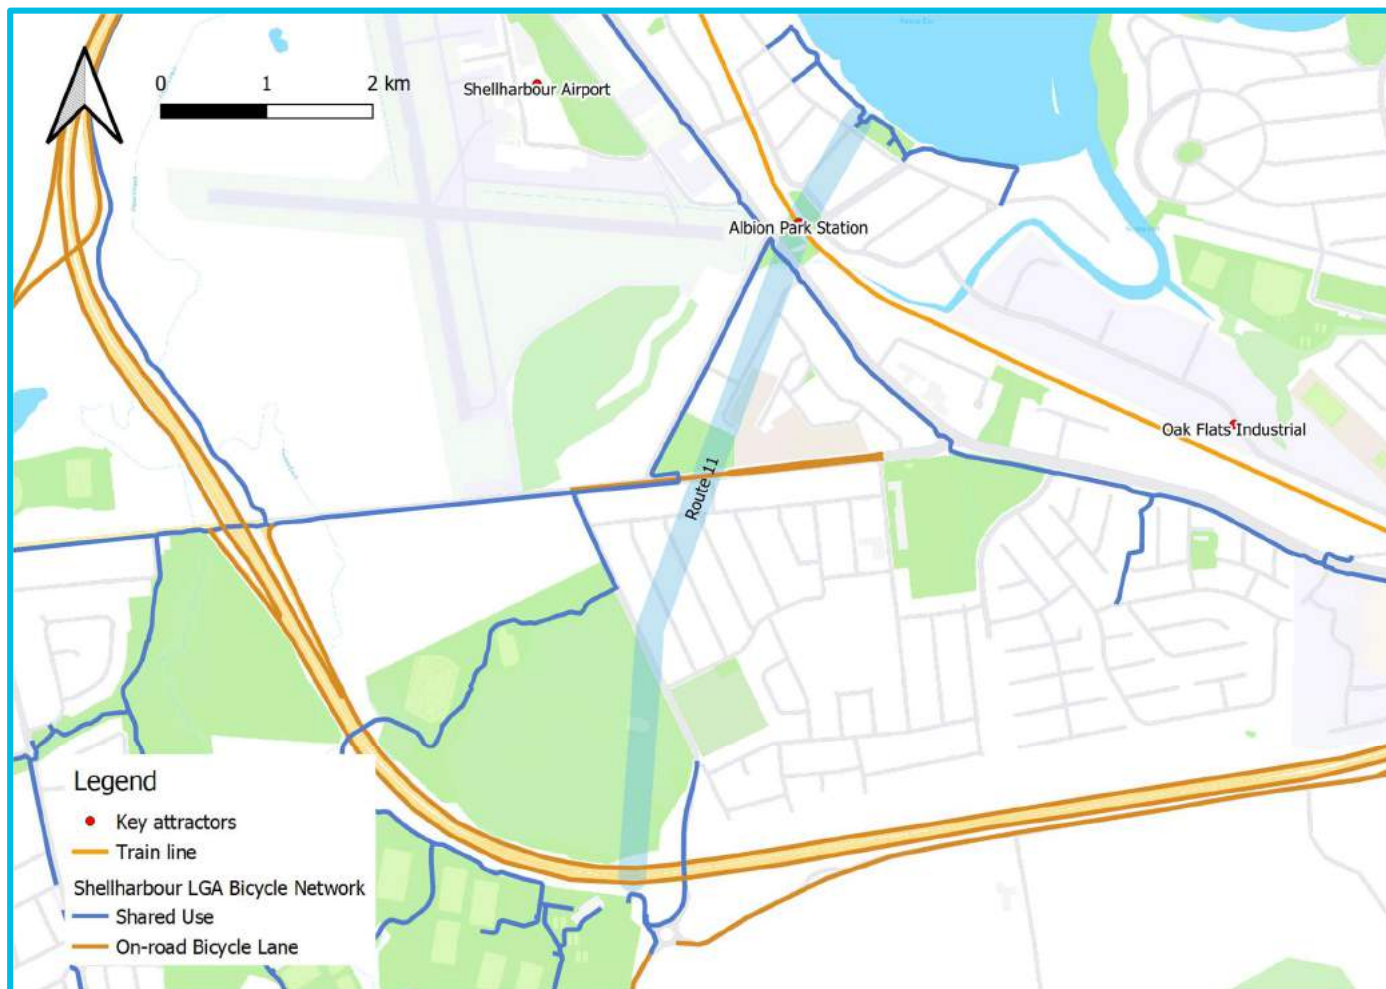 0 1 2 km
Shellharbour Airport
Albion Park Station
Oak Flats Industrial
Route 11
Legend
Key attractors
Train line
Shellharbour LGA Bicycle Network
Shared Use
On-road Bicycle Lane